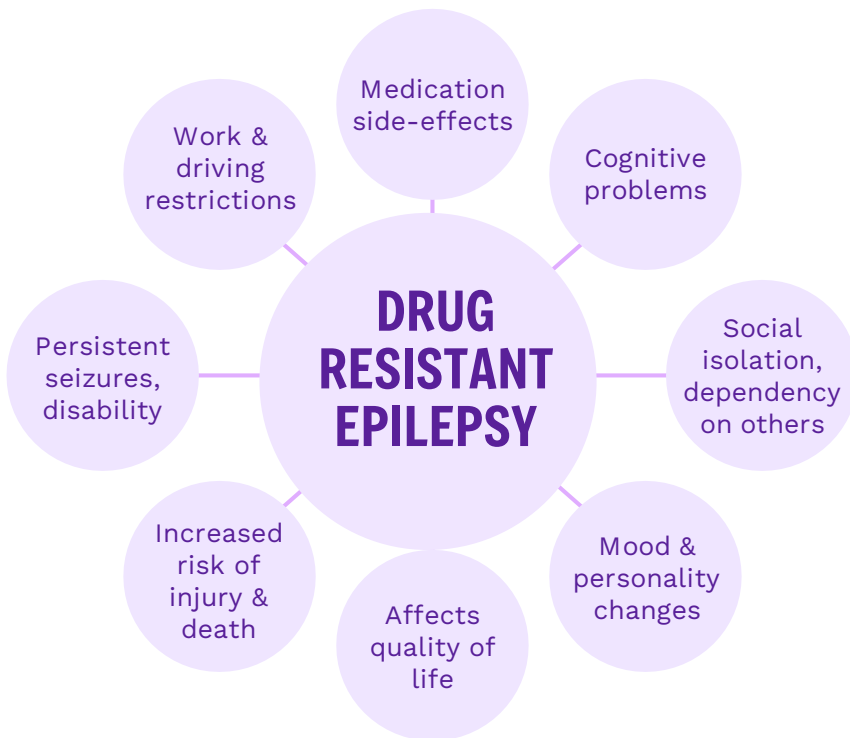 Medication
side-effects
Work &
driving
restrictions
Cognitive
problems
DRUG
RESISTANT
EPILEPSY
Persistent
seizures,
disability
Social
isolation,
dependency
on others
Increased
risk of
injury &
death
Mood &
personality
changes
Affects
quality of
life